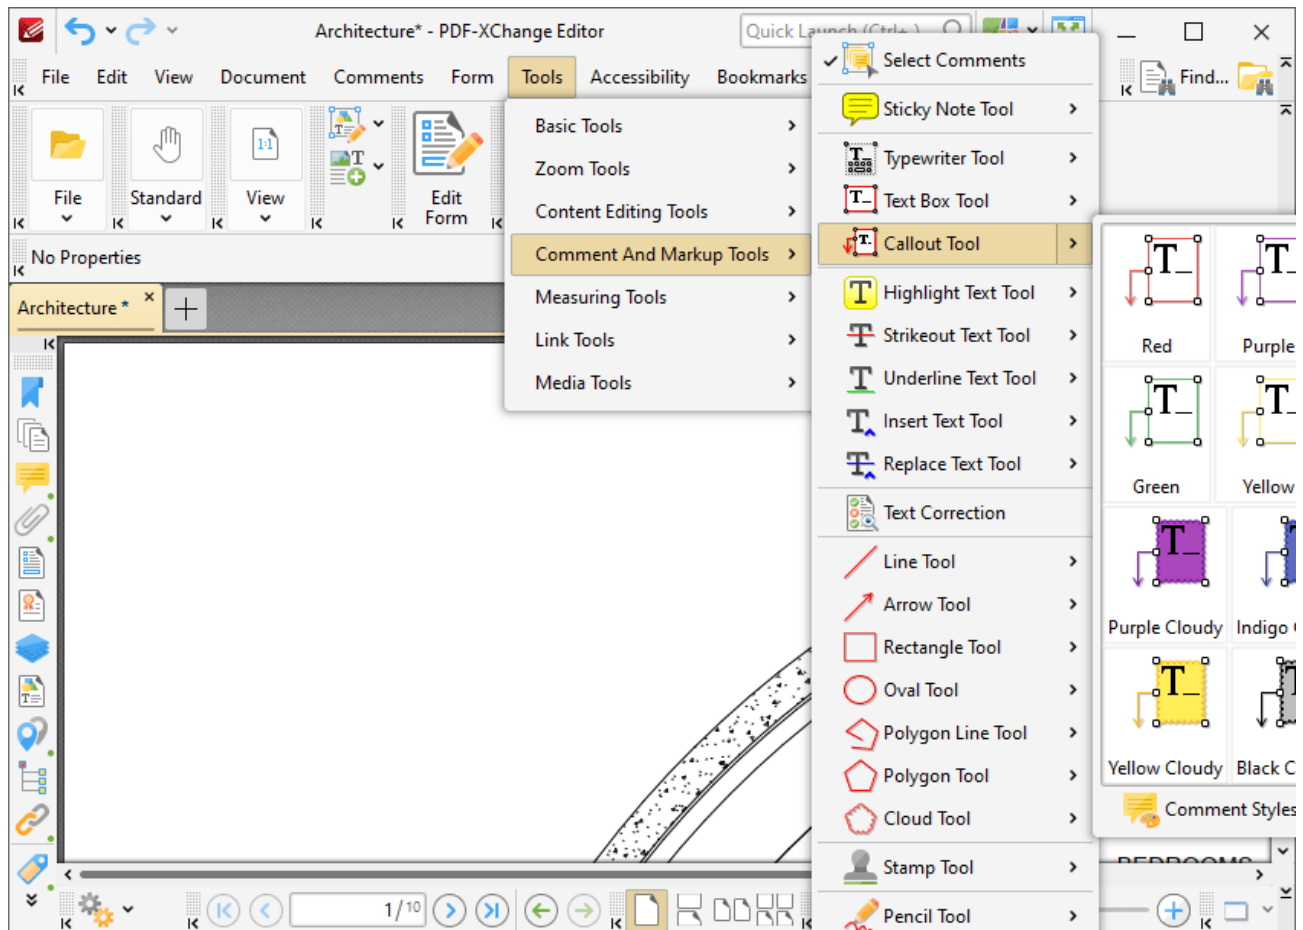 Architecture* - PDF-XChange Editor
Quick Launch (Ctrl+.)
File Edit View Document Comments Form Tools Accessibility Bookmarks
Find...
File
Standard
1:1
View
Edit
Form
No Properties
Architecture *
Basic Tools
Zoom Tools
Content Editing Tools
Comment And Markup Tools
Measuring Tools
Link Tools
Media Tools
Select Comments
Sticky Note Tool
Typewriter Tool
Text Box Tool
Callout Tool
Highlight Text Tool
Strikeout Text Tool
Underline Text Tool
Insert Text Tool
Replace Text Tool
Text Correction
Line Tool
Arrow Tool
Rectangle Tool
Oval Tool
Polygon Line Tool
Polygon Tool
Cloud Tool
Stamp Tool
Pencil Tool
Red Purple
Green Yellow
Purple Cloudy Indigo
Yellow Cloudy Black
Comment Styles
BEDROOMS
1/10